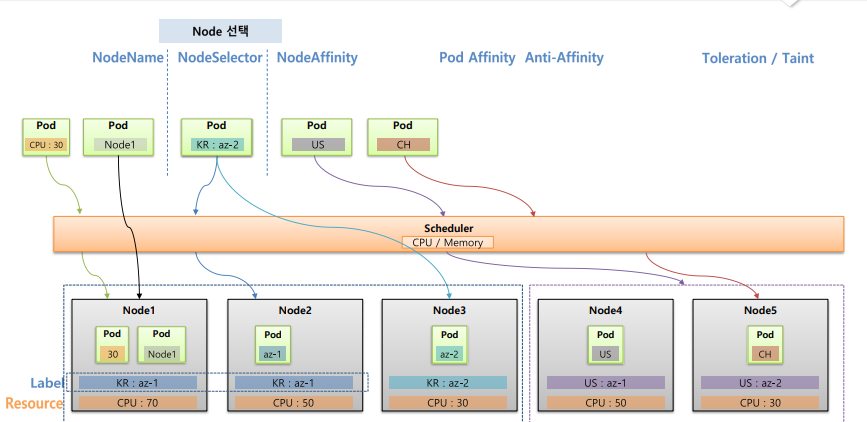 Node 선택
NodeName NodeSelector NodeAffinity Pod Affinity Anti-Affinity Toleration / Taint
Pod Pod Pod Pod Pod
CPU : 30 Node1 KR : az-2 US CH
Scheduler
CPU / Memory
Node1 Node2 Node3 Node4 Node5
Pod Pod Pod Pod Pod Pod
30 Node1 az-1 az-2 US CH
Label KR : az-1 KR : az-1 KR : az-2 US : az-1 US : az-2
Resource CPU : 70 CPU : 50 CPU : 30 CPU : 50 CPU : 30